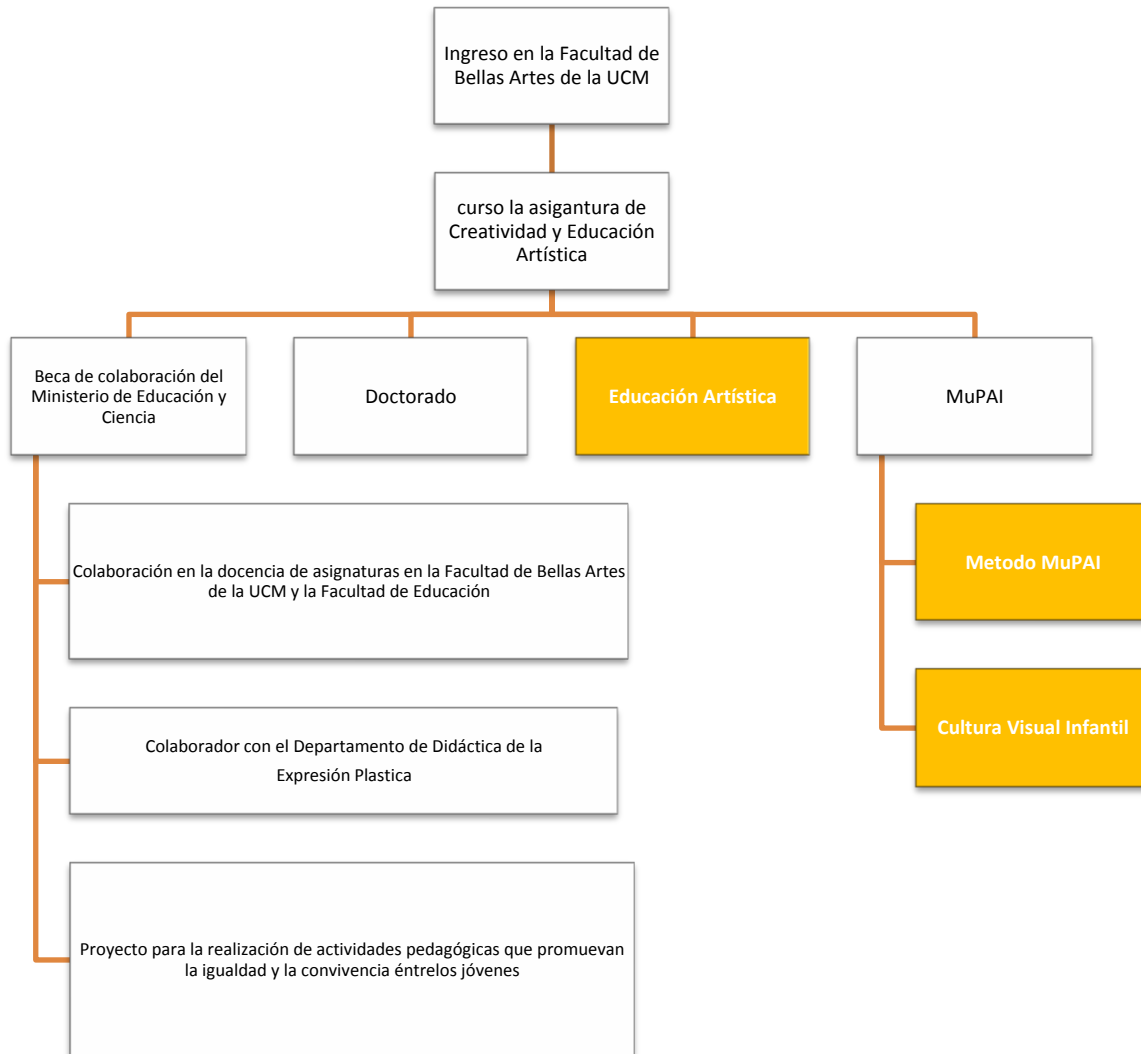 Ingreso en la Facultad de
Bellas Artes de la UCM
curso la asigantura de
Creatividad y Educación
Artística
Beca de colaboración del
Ministerio de Educación y
Ciencia
Doctorado
Educación Artística
MuPAI
Colaboración en la docencia de asignaturas en la Facultad de Bellas Artes
de la UCM y la Facultad de Educación
Colaborador con el Departamento de Didáctica de la
Expresión Plastica
Proyecto para la realización de actividades pedagógicas que promuevan
la igualdad y la convivencia éntrelos jóvenes
Metodo MuPAI
Cultura Visual Infantil